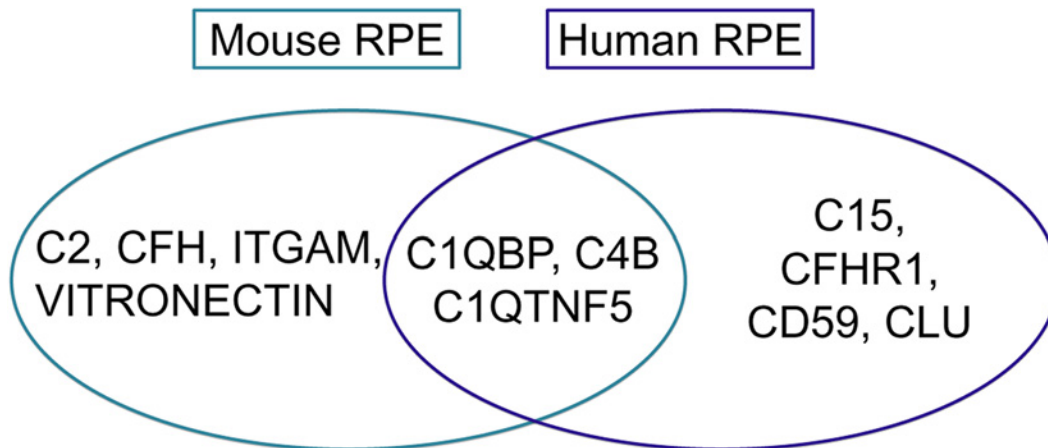 Mouse RPE
Human RPE
C2, CFH, ITGAM,
VITRONECTIN
C1QBP, C4B
C1QTNF5
C15,
CFHR1,
CD59, CLU